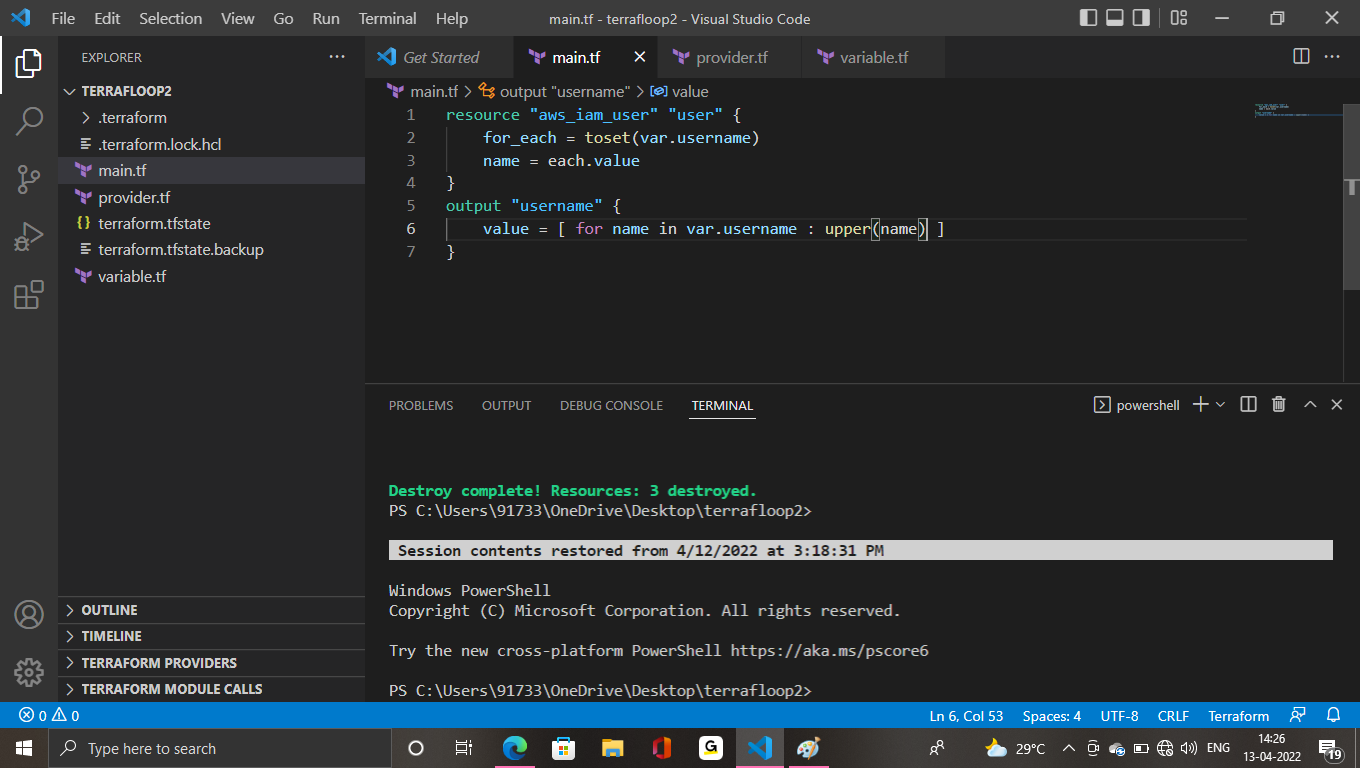 File Edit Selection View Go Run Terminal Help main.tf - terrafloop2 - Visual Studio Code
EXPLORER
TERRAFLOOP2
.terraform
.terraform.lock.hcl
main.tf
provider.tf
terraform.tfstate
terraform.tfstate.backup
variable.tf
OUTLINE
TIMELINE
TERRAFORM PROVIDERS
TERRAFORM MODULE CALLS
Get Started main.tf provider.tf variable.tf
main.tf > output "username" > value
1 resource "aws_iam_user" "user" {
2 for_each = toset(var.username)
3 name = each.value
4 }
5 output "username" {
6 value = [ for name in var.username : upper(name) ]
7 }
PROBLEMS OUTPUT DEBUG CONSOLE TERMINAL powershell
Destroy complete! Resources: 3 destroyed.
PS C:\Users\91733\OneDrive\Desktop\terrafloop2>
Session contents restored from 4/12/2022 at 3:18:31 PM
Windows PowerShell
Copyright (C) Microsoft Corporation. All rights reserved.
Try the new cross-platform PowerShell https://aka.ms/pscore6
PS C:\Users\91733\OneDrive\Desktop\terrafloop2>
0 0 Ln 6, Col 53 Spaces: 4 UTF-8 CRLF Terraform
Type here to search 29°C ENG 14:26
13-04-2022 19